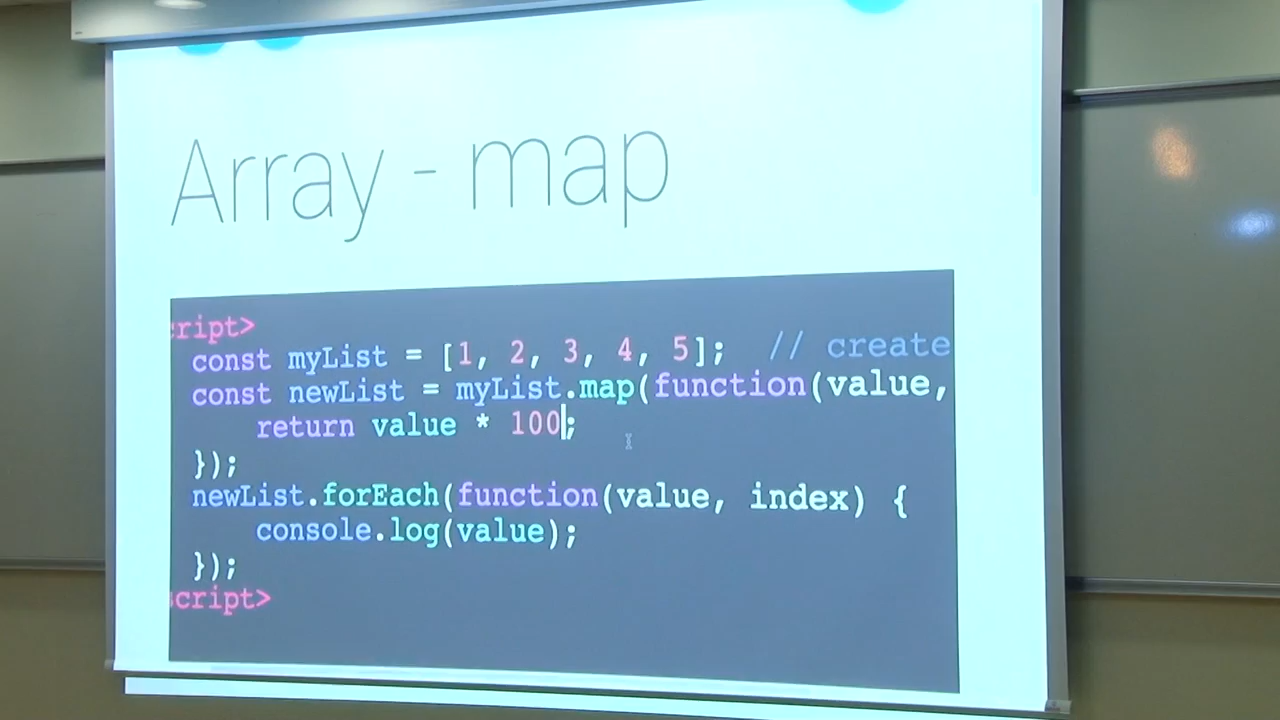 Array - map
cript>
const myList = [1, 2, 3, 4, 5]; // create
const newList = myList.map(function(value,
return value * 100;
});
newList.forEach(function(value, index) {
console.log(value);
});
script>